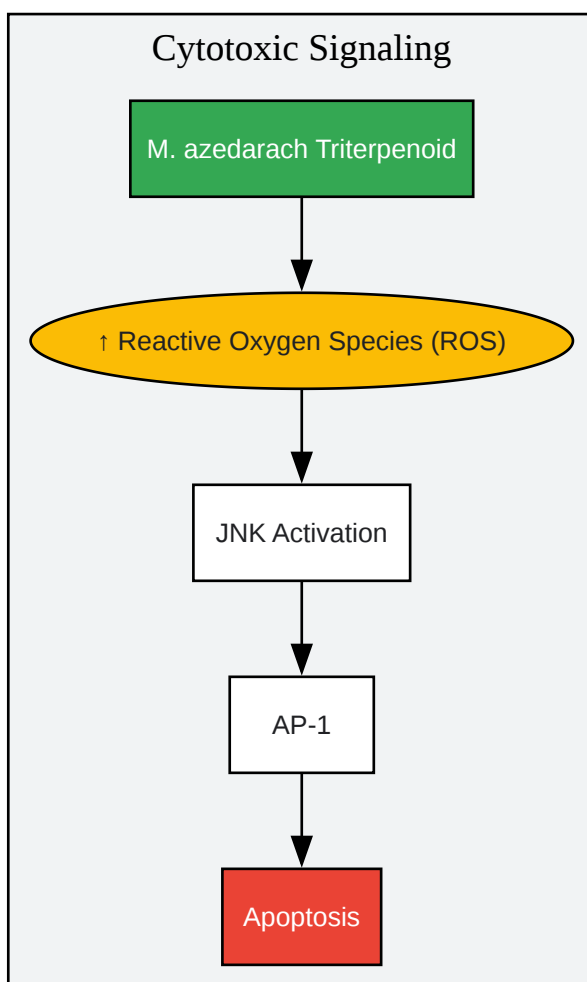 Cytotoxic Signaling
M. azedarach Triterpenoid
↑ Reactive Oxygen Species (ROS)
JNK Activation
AP-1
Apoptosis